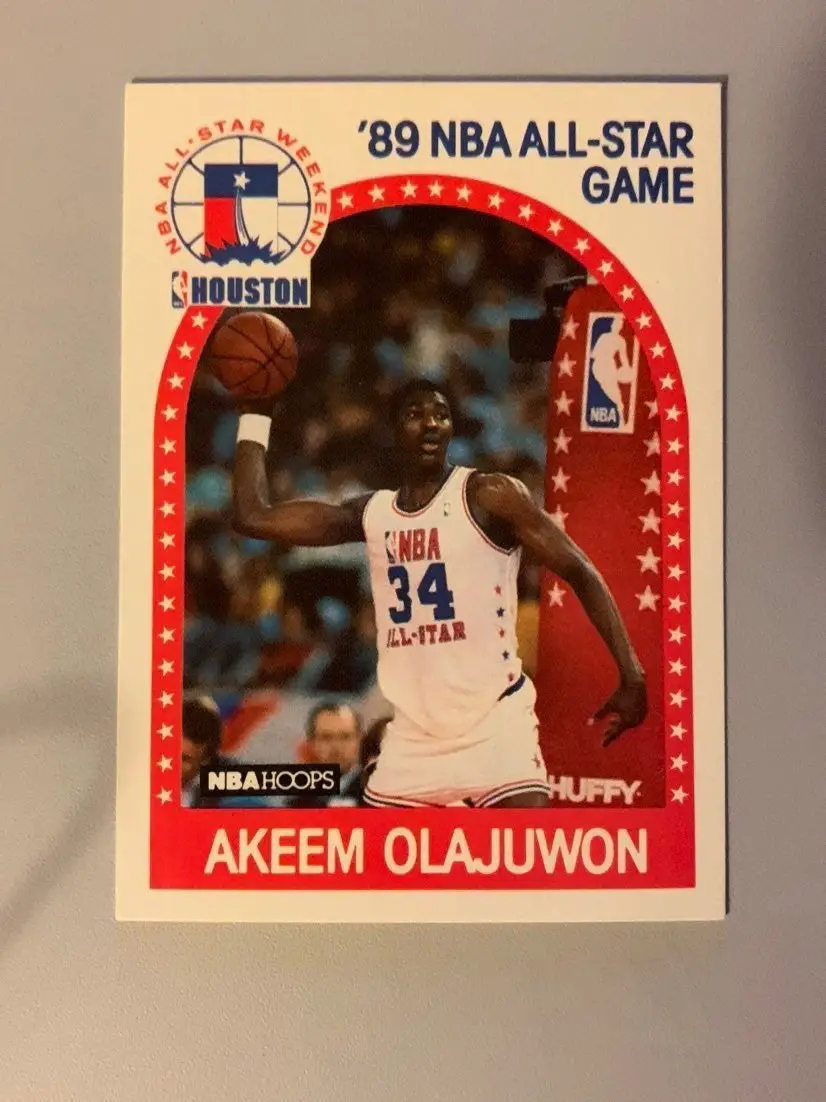 NBA ALL·STAR WEEKEND
HOUSTON
'89 NBA ALL-STAR
GAME
NBA
NBA
34
ALL-STAR
NBA HOOPS
HUFFY
AKEEM OLAJUWON